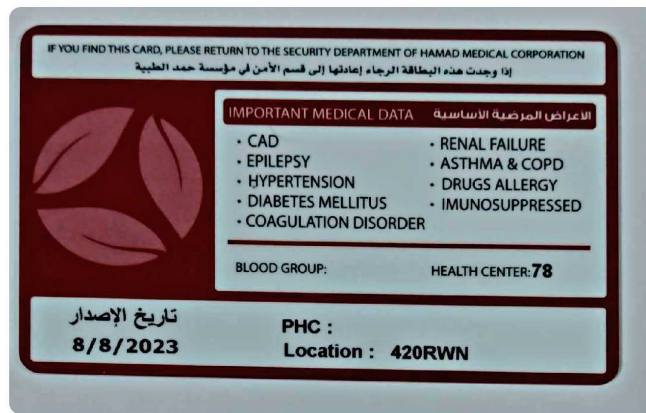 IF YOU FIND THIS CARD, PLEASE RETURN TO THE SECURITY DEPARTMENT OF HAMAD MEDICAL CORPORATION
إذا وجدت هذه البطاقة الرجاء إعادتها إلى قسم الأمن في مؤسسة حمد الطبية
IMPORTANT MEDICAL DATA الأعراض المرضية الأساسية
• CAD
• EPILEPSY
• HYPERTENSION
• DIABETES MELLITUS
• COAGULATION DISORDER
• RENAL FAILURE
• ASTHMA & COPD
• DRUGS ALLERGY
• IMUNOSUPPRESSED
BLOOD GROUP: HEALTH CENTER:78
تاريخ الإصدار
8/8/2023
PHC :
Location : 420RWN